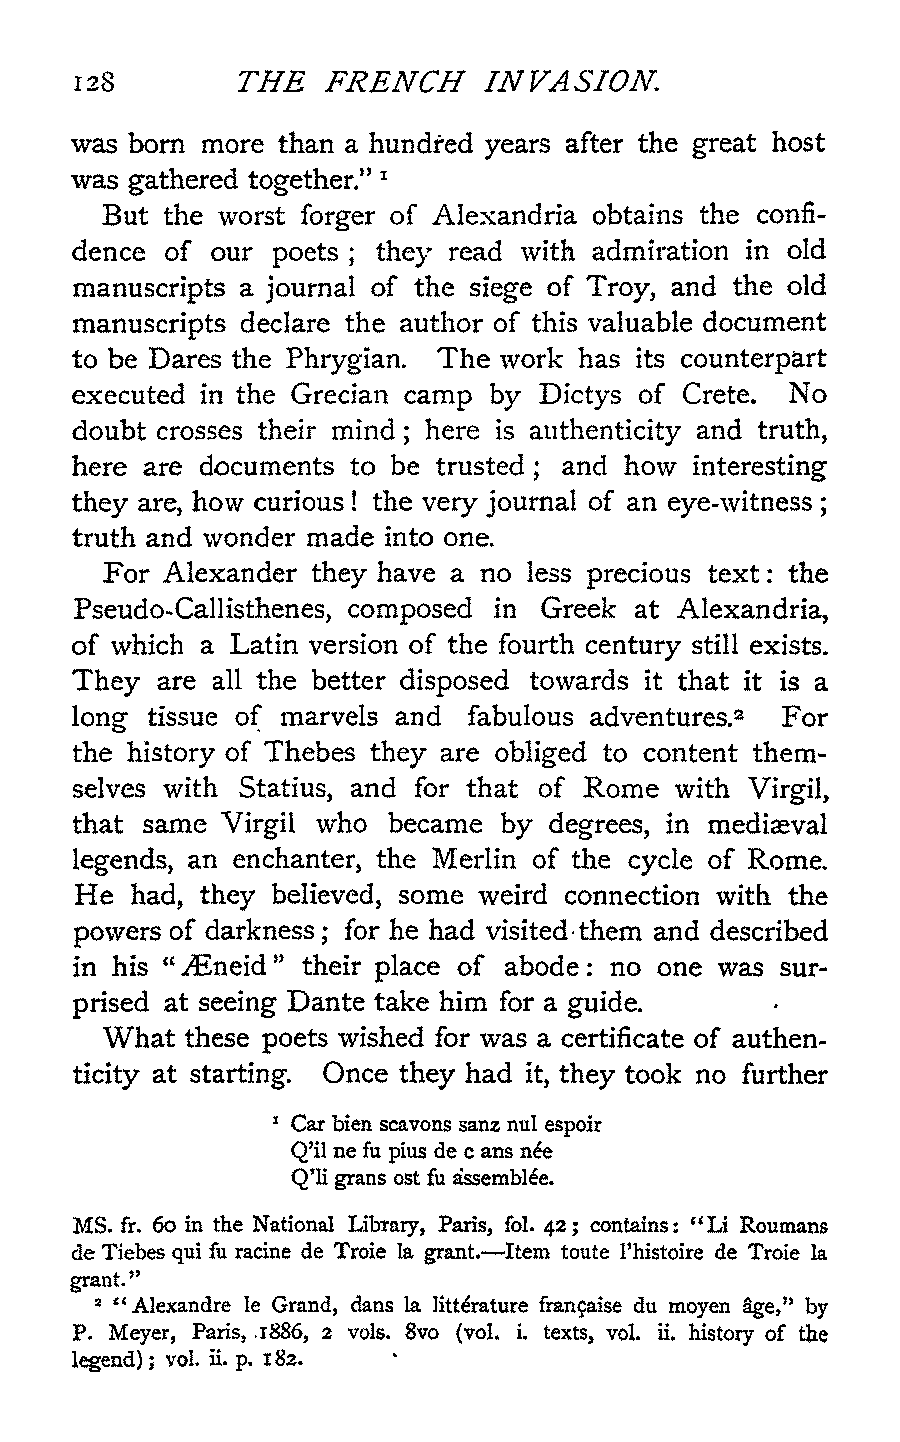 128 THE FRENCH INVASION.
was born more than a hundred years after the great host
was gathered together." ¹
But the worst forger of Alexandria obtains the confi-
dence of our poets ; they read with admiration in old
manuscripts a journal of the siege of Troy, and the old
manuscripts declare the author of this valuable document
to be Dares the Phrygian. The work has its counterpart
executed in the Grecian camp by Dictys of Crete. No
doubt crosses their mind ; here is authenticity and truth,
here are documents to be trusted ; and how interesting
they are, how curious ! the very journal of an eye-witness ;
truth and wonder made into one.
For Alexander they have a no less precious text : the
Pseudo-Callisthenes, composed in Greek at Alexandria,
of which a Latin version of the fourth century still exists.
They are all the better disposed towards it that it is a
long tissue of marvels and fabulous adventures.² For
the history of Thebes they are obliged to content them-
selves with Statius, and for that of Rome with Virgil,
that same Virgil who became by degrees, in mediæval
legends, an enchanter, the Merlin of the cycle of Rome.
He had, they believed, some weird connection with the
powers of darkness ; for he had visited them and described
in his "Æneid" their place of abode : no one was sur-
prised at seeing Dante take him for a guide.
What these poets wished for was a certificate of authen-
ticity at starting. Once they had it, they took no further
¹ Car bien scavons sanz nul espoir
Q'il ne fu pius de c ans née
Q'li grans ost fu assemblée.
MS. fr. 60 in the National Library, Paris, fol. 42 ; contains : "Li Roumans
de Tiebes qui fu racine de Troie la grant.—Item toute l'histoire de Troie la
grant."
² "Alexandre le Grand, dans la littérature française du moyen âge," by
P. Meyer, Paris, 1886, 2 vols. 8vo (vol. i. texts, vol. ii. history of the
legend) ; vol. ii. p. 182.